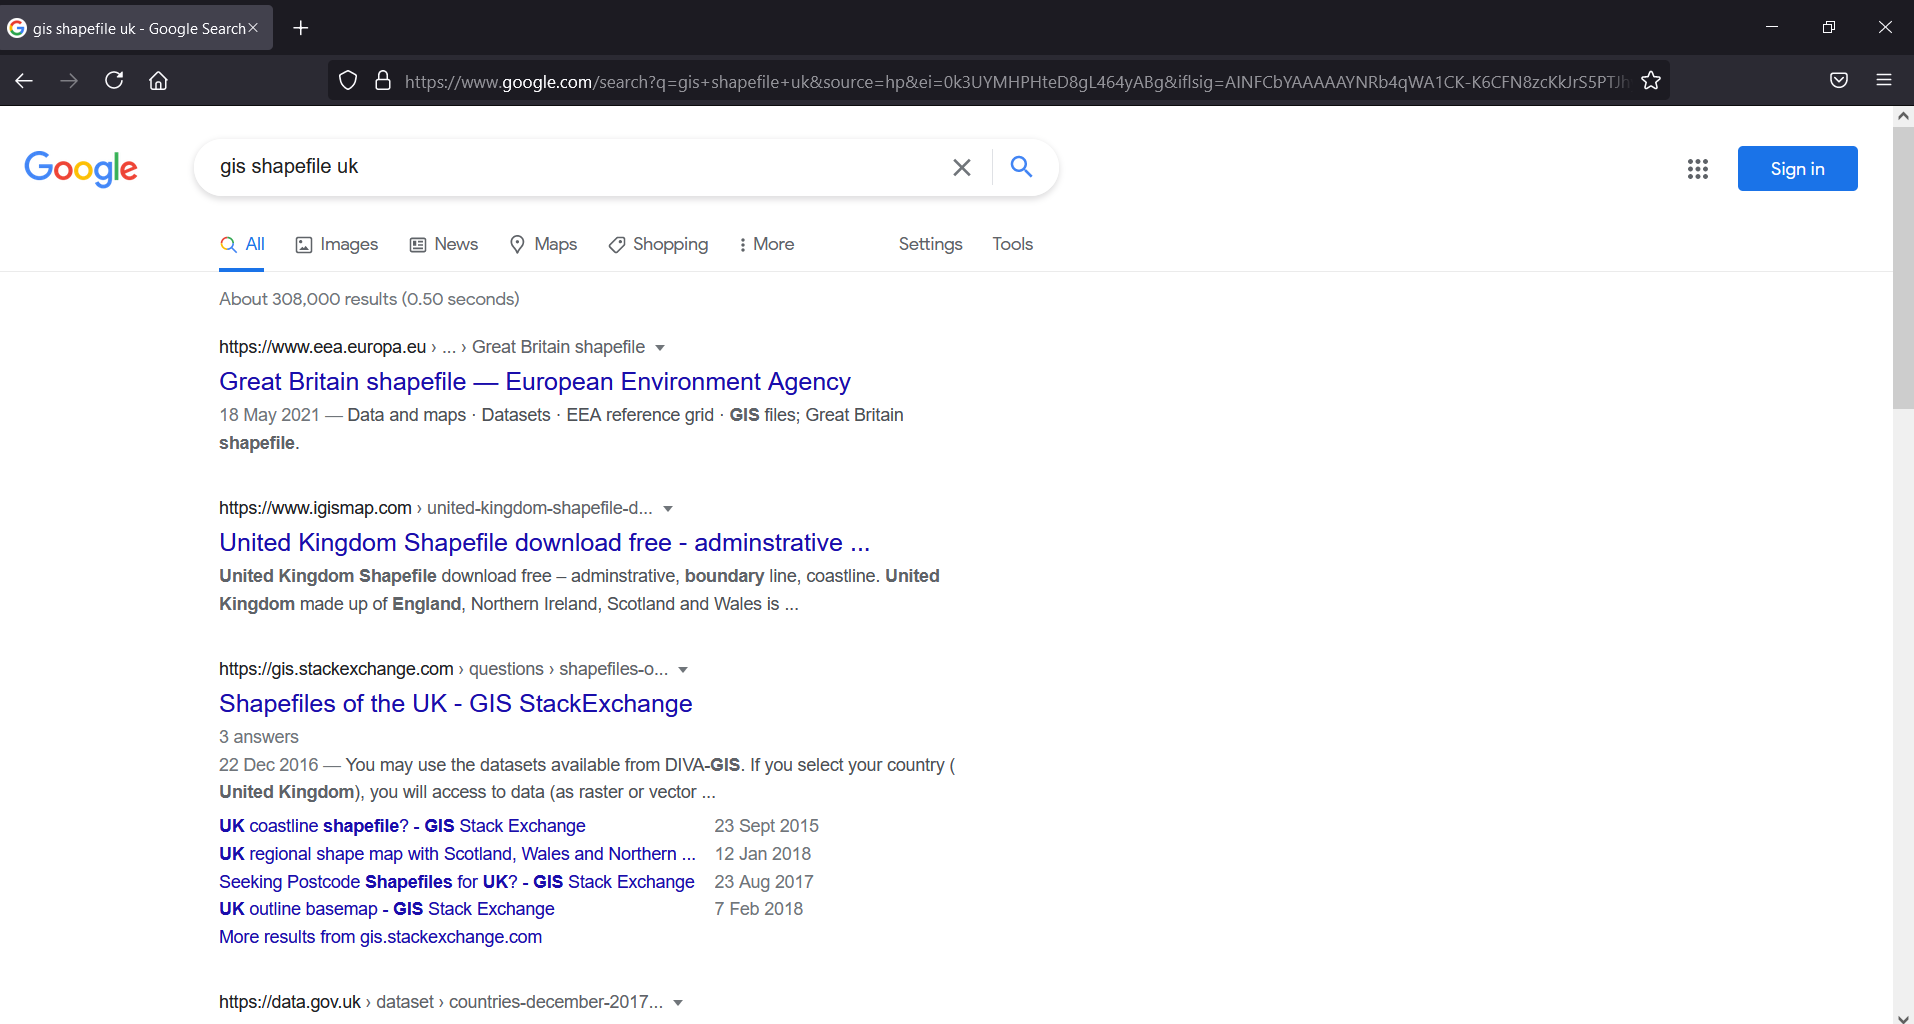 gis shapefile uk - Google Search
https://www.google.com/search?q=gis+shapefile+uk&source=hp&ei=0k3UYMHPHteD8gL464yABg&iflsig=AINFCbYAAAAAYNRb4qWA1CK-K6CFN8zcKkJrS5PTJh
Google
gis shapefile uk
Sign in
All Images News Maps Shopping More Settings Tools
About 308,000 results (0.50 seconds)
https://www.eea.europa.eu › ... › Great Britain shapefile
Great Britain shapefile — European Environment Agency
18 May 2021 — Data and maps · Datasets · EEA reference grid · GIS files; Great Britain
shapefile.
https://www.igismap.com › united-kingdom-shapefile-d...
United Kingdom Shapefile download free - adminstrative ...
United Kingdom Shapefile download free – adminstrative, boundary line, coastline. United
Kingdom made up of England, Northern Ireland, Scotland and Wales is ...
https://gis.stackexchange.com › questions › shapefiles-o...
Shapefiles of the UK - GIS StackExchange
3 answers
22 Dec 2016 — You may use the datasets available from DIVA-GIS. If you select your country (
United Kingdom), you will access to data (as raster or vector ...
UK coastline shapefile? - GIS Stack Exchange 23 Sept 2015
UK regional shape map with Scotland, Wales and Northern ... 12 Jan 2018
Seeking Postcode Shapefiles for UK? - GIS Stack Exchange 23 Aug 2017
UK outline basemap - GIS Stack Exchange 7 Feb 2018
More results from gis.stackexchange.com
https://data.gov.uk › dataset › countries-december-2017...